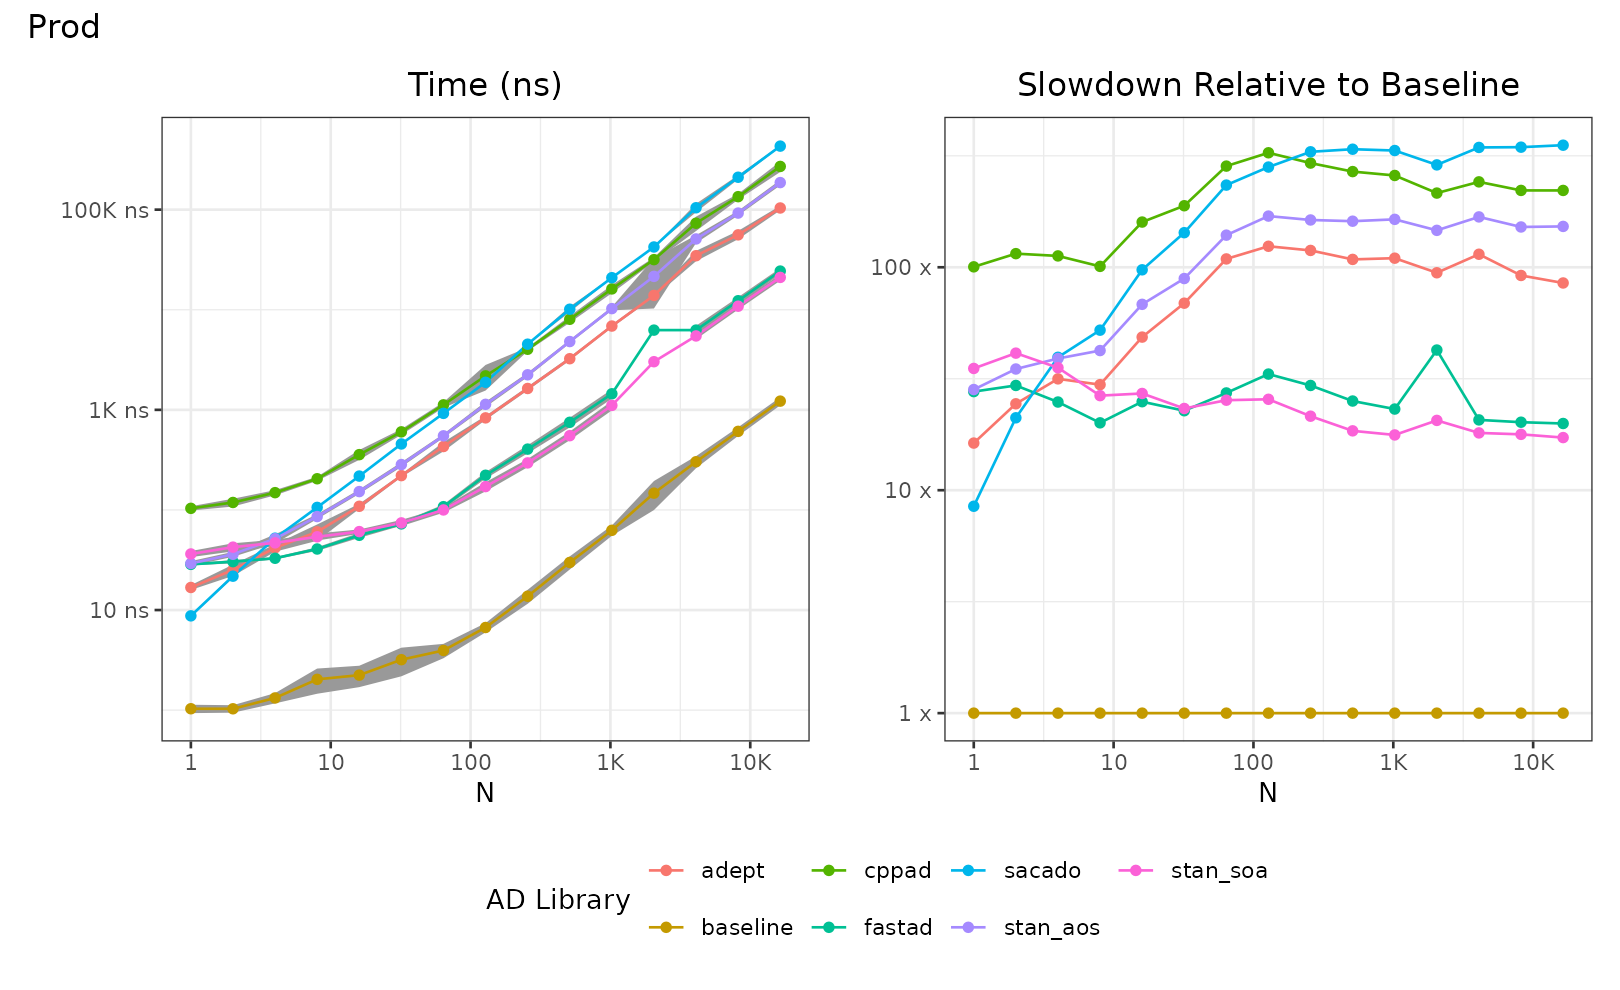 Prod
Time (ns)
100K ns
1K ns
10 ns
1 10 100 1K 10K
N
Slowdown Relative to Baseline
100 x
10 x
1 x
1 10 100 1K 10K
N
AD Library
adept cppad sacado stan_soa
baseline fastad stan_aos